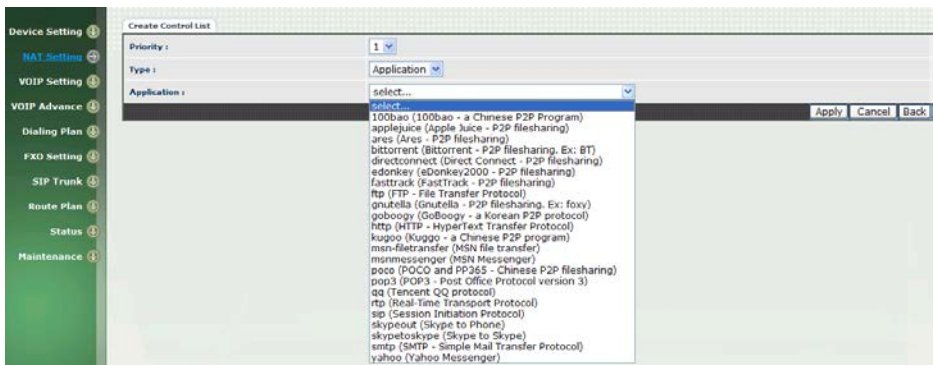 Device Setting
NAT Setting
VOIP Setting
VOIP Advance
Dialing Plan
FXO Setting
SIP Trunk
Route Plan
Status
Maintenance
Create Control List
Priority : 1
Type : Application
Application : select...
select...
100bao (100bao - a Chinese P2P Program)
applejuice (Apple Juice - P2P filesharing)
ares (Ares - P2P filesharing)
bittorrent (Bittorrent - P2P filesharing. Ex: BT)
directconnect (Direct Connect - P2P filesharing)
edonkey (eDonkey2000 - P2P filesharing)
fasttrack (FastTrack - P2P filesharing)
ftp (FTP - File Transfer Protocol)
gnutella (Gnutella - P2P filesharing. Ex: foxy)
goboogy (GoBoogy - a Korean P2P protocol)
http (HTTP - HyperText Transfer Protocol)
kugoo (Kuggo - a Chinese P2P program)
msn-filetransfer (MSN file transfer)
msnmessenger (MSN Messenger)
poco (POCO and PP365 - Chinese P2P filesharing)
pop3 (POP3 - Post Office Protocol version 3)
qq (Tencent QQ protocol)
rtp (Real-Time Transport Protocol)
sip (Session Initiation Protocol)
skypeout (Skype to Phone)
skypetoskype (Skype to Skype)
smtp (SMTP - Simple Mail Transfer Protocol)
yahoo (Yahoo Messenger)
Apply Cancel Back